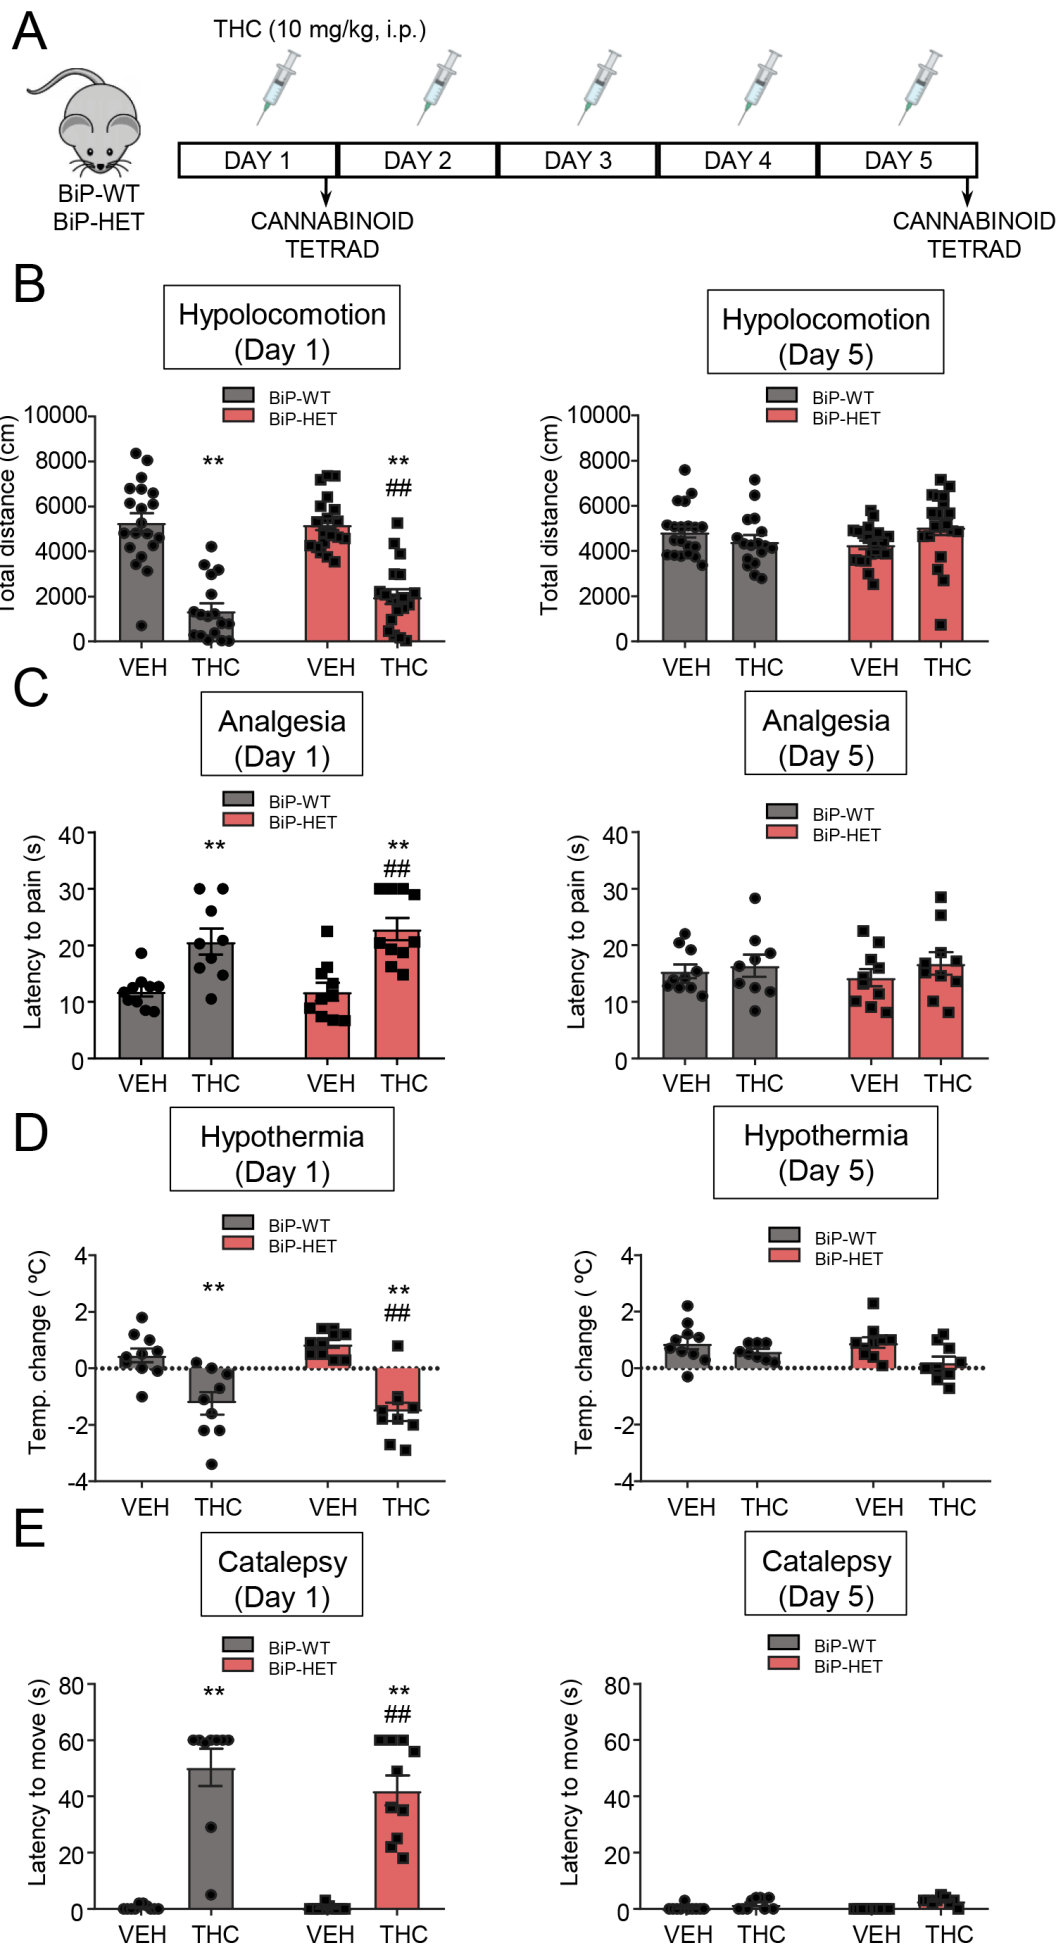 A
THC (10 mg/kg, i.p.)
DAY 1 DAY 2 DAY 3 DAY 4 DAY 5
BiP-WT
BiP-HET
CANNABINOID
TETRAD
CANNABINOID
TETRAD
B
Hypolocomotion
(Day 1)
BiP-WT
BiP-HET
Total distance (cm)
10000
8000
6000
4000
2000
0
**
**
##
VEH THC VEH THC
Hypolocomotion
(Day 5)
BiP-WT
BiP-HET
Total distance (cm)
10000
8000
6000
4000
2000
0
VEH THC VEH THC
C
Analgesia
(Day 1)
BiP-WT
BiP-HET
Latency to pain (s)
40
30
20
10
0
**
**
##
VEH THC VEH THC
Analgesia
(Day 5)
BiP-WT
BiP-HET
Latency to pain (s)
40
30
20
10
0
VEH THC VEH THC
D
Hypothermia
(Day 1)
BiP-WT
BiP-HET
Temp. change ( ºC)
4
2
0
-2
-4
**
**
##
VEH THC VEH THC
Hypothermia
(Day 5)
BiP-WT
BiP-HET
Temp. change ( ºC)
4
2
0
-2
-4
VEH THC VEH THC
E
Catalepsy
(Day 1)
BiP-WT
BiP-HET
Latency to move (s)
80
60
40
20
0
**
**
##
VEH THC VEH THC
Catalepsy
(Day 5)
BiP-WT
BiP-HET
Latency to move (s)
80
60
40
20
0
VEH THC VEH THC